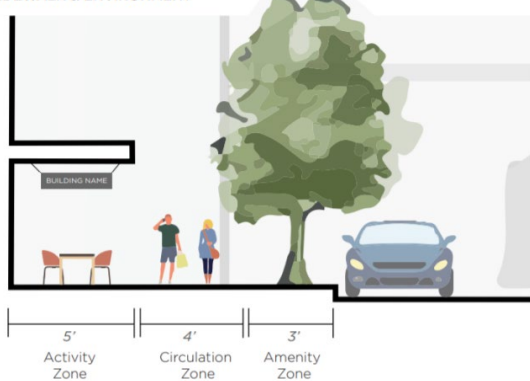 BUILDING NAME
5'
4'
3'
Activity
Zone
Circulation
Zone
Amenity
Zone